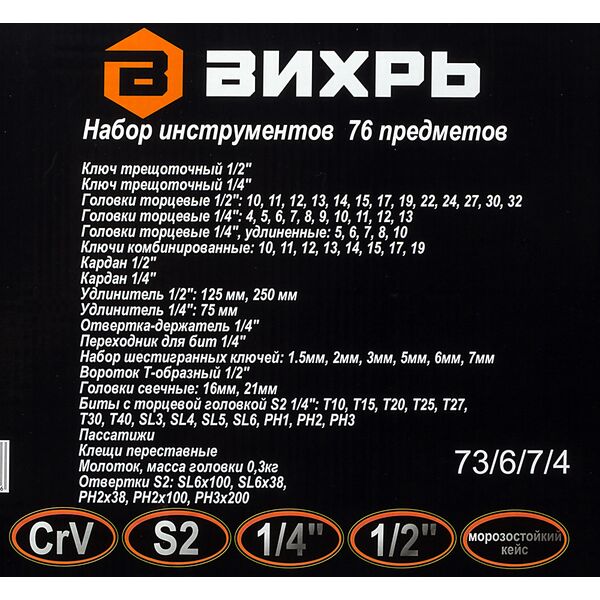 ВИХРЬ
Набор инструментов 76 предметов
Ключ трещоточный 1/2"
Ключ трещоточный 1/4"
Головки торцевые 1/2": 10, 11, 12, 13, 14, 15, 17, 19, 22, 24, 27, 30, 32
Головки торцевые 1/4": 4, 5, 6, 7, 8, 9, 10, 11, 12, 13
Головки торцевые 1/4", удлиненные: 5, 6, 7, 8, 10
Ключи комбинированные: 10, 11, 12, 13, 14, 15, 17, 19
Кардан 1/2"
Кардан 1/4"
Удлинитель 1/2": 125 мм, 250 мм
Удлинитель 1/4": 75 мм
Отвертка-держатель 1/4"
Переходник для бит 1/4"
Набор шестигранных ключей: 1.5мм, 2мм, 3мм, 5мм, 6мм, 7мм
Вороток Т-образный 1/2"
Головки свечные: 16мм, 21мм
Биты с торцевой головкой S2 1/4": T10, T15, T20, T25, T27,
T30, T40, SL3, SL4, SL5, SL6, PH1, PH2, PH3
Пассатижи
Клещи переставные
Молоток, масса головки 0,3кг
Отвертки S2: SL6x100, SL6x38,
PH2x38, PH2x100, PH3x200
73/6/7/4
CrV S2 1/4" 1/2" морозостойкий
кейс